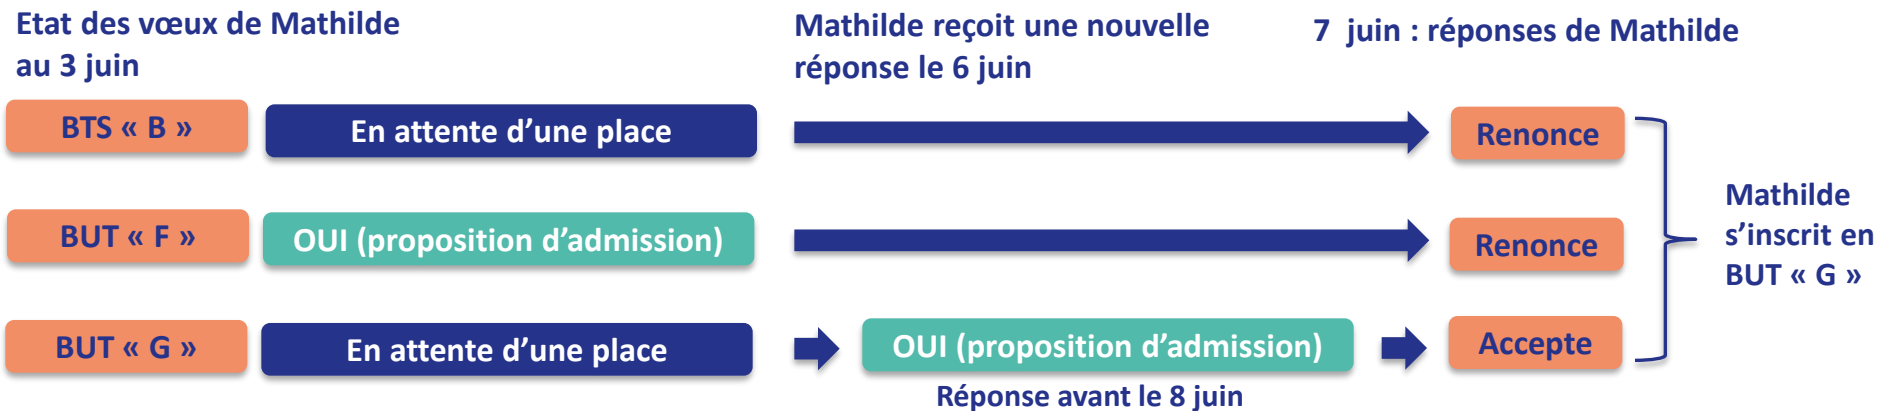 Etat des vœux de Mathilde
au 3 juin
Mathilde reçoit une nouvelle
réponse le 6 juin
7 juin : réponses de Mathilde
BTS « B »
En attente d’une place
Renonce
BUT « F »
OUI (proposition d’admission)
Renonce
BUT « G »
En attente d’une place
OUI (proposition d’admission)
Accepte
Réponse avant le 8 juin
Mathilde
s’inscrit en
BUT « G »